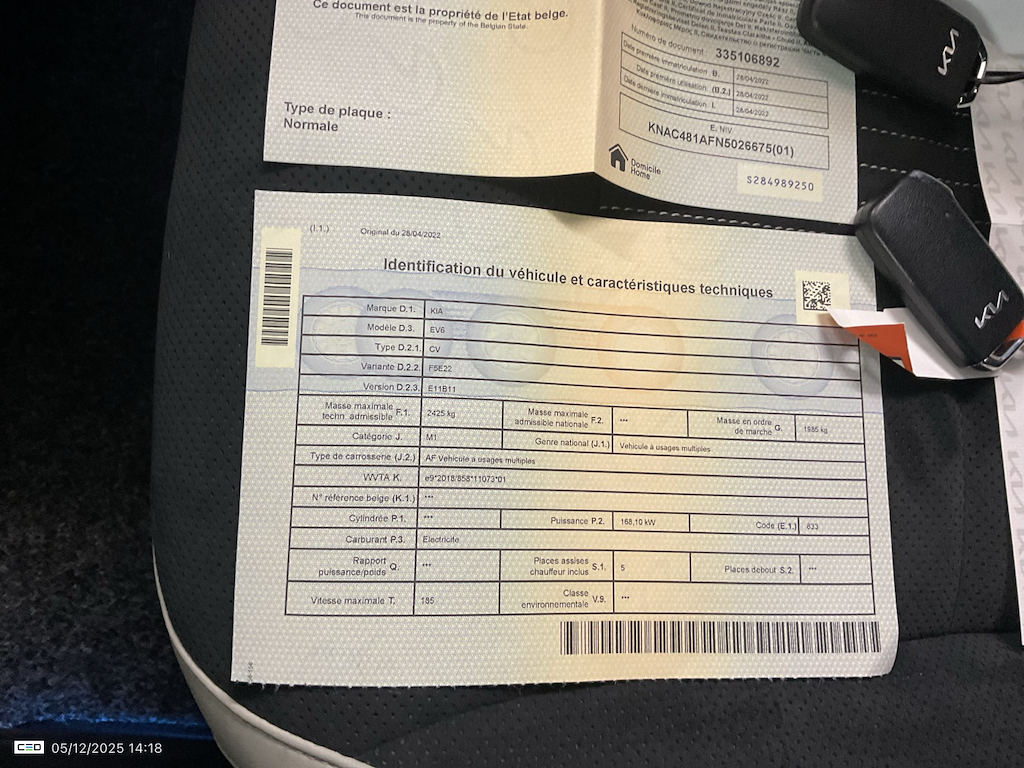 Ce document est la propriété de l'Etat belge.
This document is the property of the Belgian State.
Type de plaque :
Normale
Numéro de document 335106892
Date première immatriculation B. 28/04/2022
Date première utilisation (B.2.) 28/04/2022
Date dernière immatriculation I. 28/04/2022
E. NIV
KNAC481AFN5026675(01)
Domicile
Home
S284989250
(I.1.) Original du 28/04/2022
Identification du véhicule et caractéristiques techniques
Marque D.1. KIA
Modèle D.3. EV6
Type D.2.1. CV
Variante D.2.2. F5E22
Version D.2.3. E11B11
Masse maximale techn. admissible F.1. 2425 kg Masse maximale admissible nationale F.2. *** Masse en ordre de marche G. 1985 kg
Catégorie J. M1 Genre national (J.1.) Vehicule à usages multiples
Type de carrosserie (J.2.) AF Vehicule à usages multiples
WVTA K. e9*2018/858*11073*01
N° référence belge (K.1.) ***
Cylindrée P.1. *** Puissance P.2. 168,10 kW Code (E.1.) 833
Carburant P.3. Electricite
Rapport puissance/poids Q. *** Places assises chauffeur inclus S.1. 5 Places debout S.2. ***
Vitesse maximale T. 185 Classe environnementale V.9. ***
KIA
KIA
CEO 05/12/2025 14:18